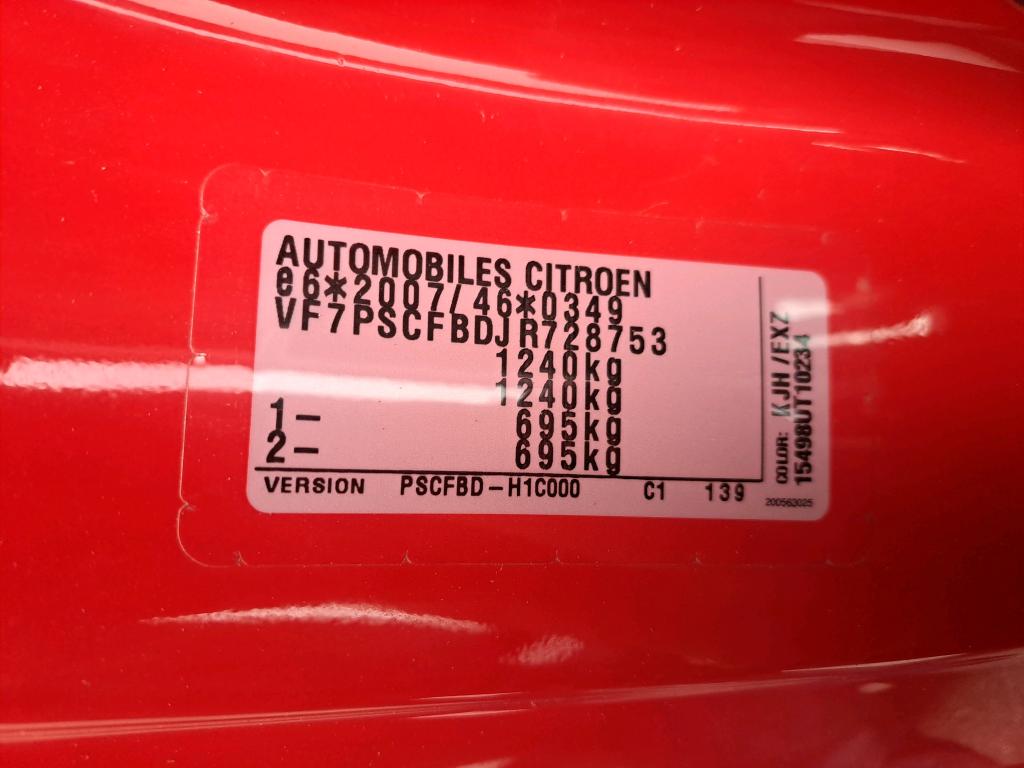 AUTOMOBILES CITROEN
e6*2007/46*0349
VF7PSCFBDJR728753
1240kg
1240kg
1- 695kg
2- 695kg
VERSION PSCFBD-H1C000 C1 139
COLOR: KJH/EXZ
15498UT10234
200563025